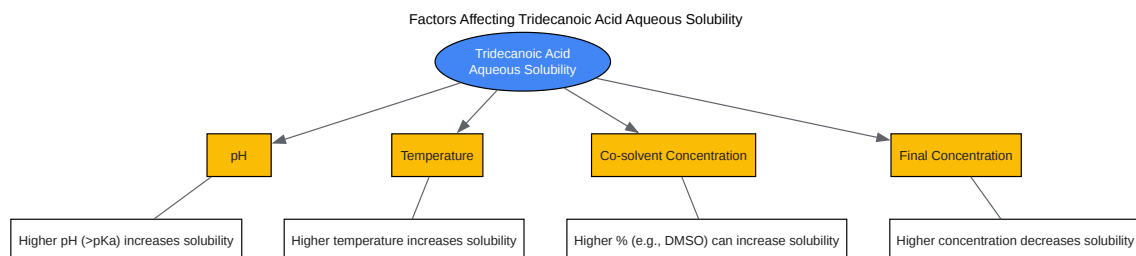 Factors Affecting Tridecanoic Acid Aqueous Solubility
Tridecanoic Acid
Aqueous Solubility
pH
Temperature
Co-solvent Concentration
Final Concentration
Higher pH (>pKa) increases solubility
Higher temperature increases solubility
Higher % (e.g., DMSO) can increase solubility
Higher concentration decreases solubility